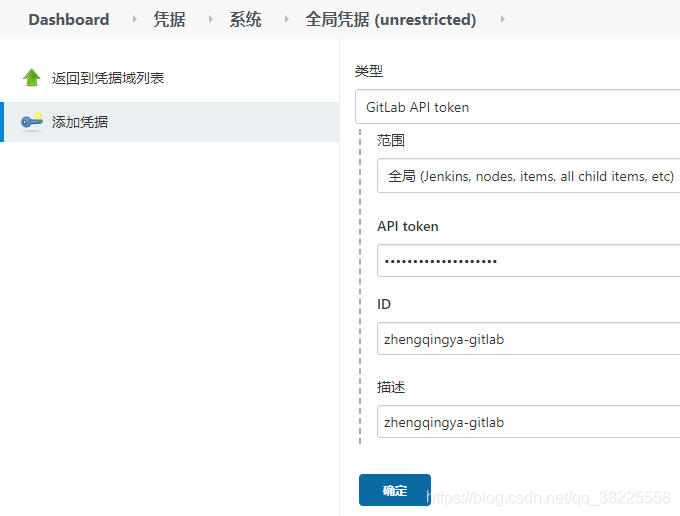 Dashboard 凭据 系统 全局凭据 (unrestricted)
返回到凭据域列表
添加凭据
类型
GitLab API token
范围
全局 (Jenkins, nodes, items, all child items, etc)
API token
••••••••••••••••••••
ID
zhengqingya-gitlab
描述
zhengqingya-gitlab
确定
https://blog.csdn.net/qq_38225558